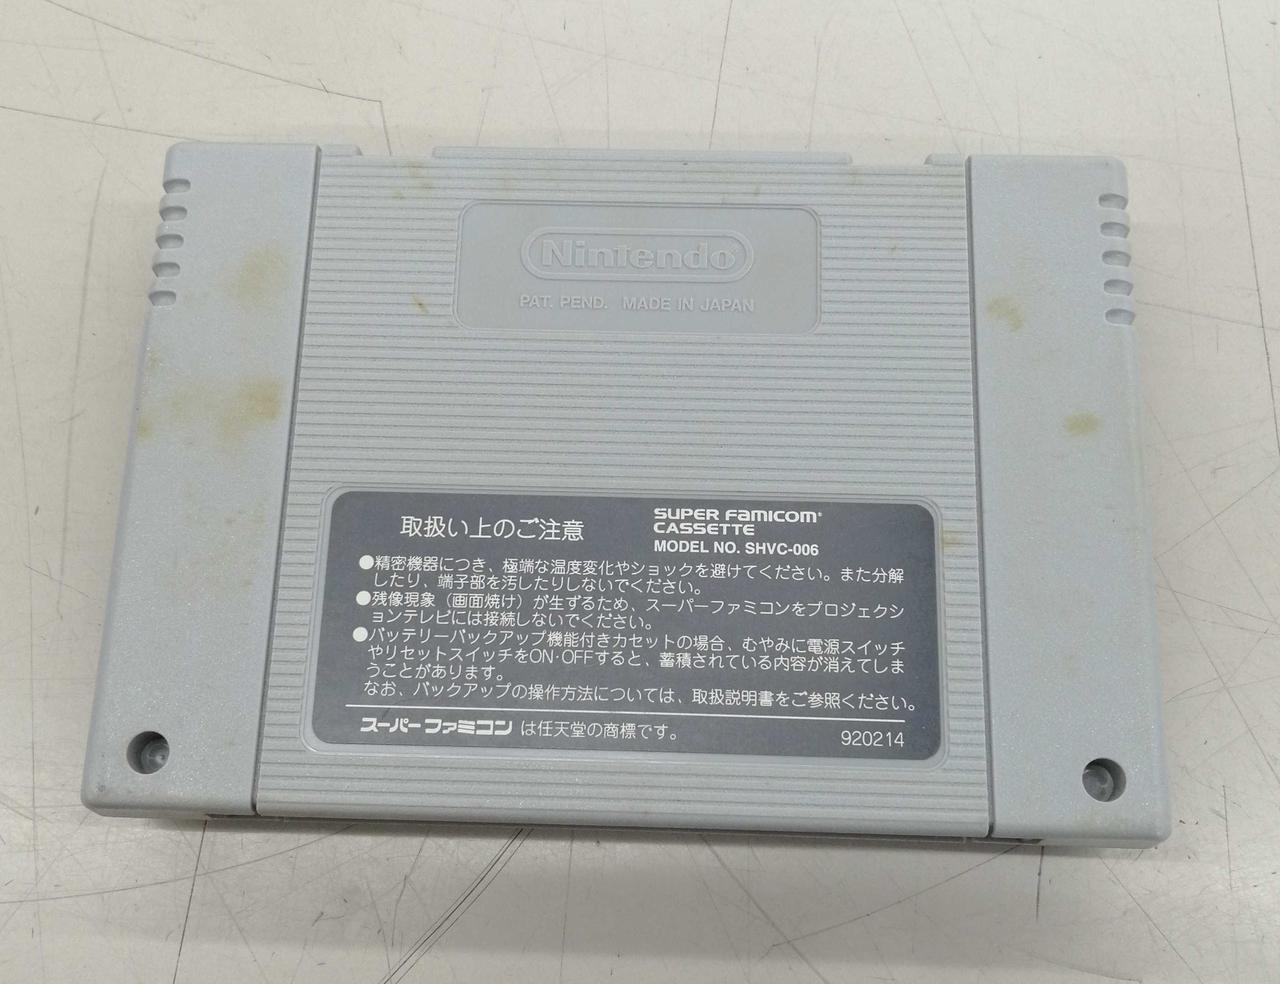 Nintendo
PAT. PEND. MADE IN JAPAN
取扱い上のご注意
SUPER FAMICOM
CASSETTE
MODEL NO. SHVC-006
●精密機器につき、極端な温度変化やショックを避けてください。また分解
したり、端子部を汚したりしないでください。
●残像現象（画面焼け）が生ずるため、スーパーファミコンをプロジェクシ
ョンテレビには接続しないでください。
●バッテリーバックアップ機能付きカセットの場合、むやみに電源スイッチ
やリセットスイッチをON·OFFすると、蓄積されている内容が消えてしま
うことがあります。
なお、バックアップの操作方法については、取扱説明書をご参照ください。
スーパーファミコン は任天堂の商標です。
920214